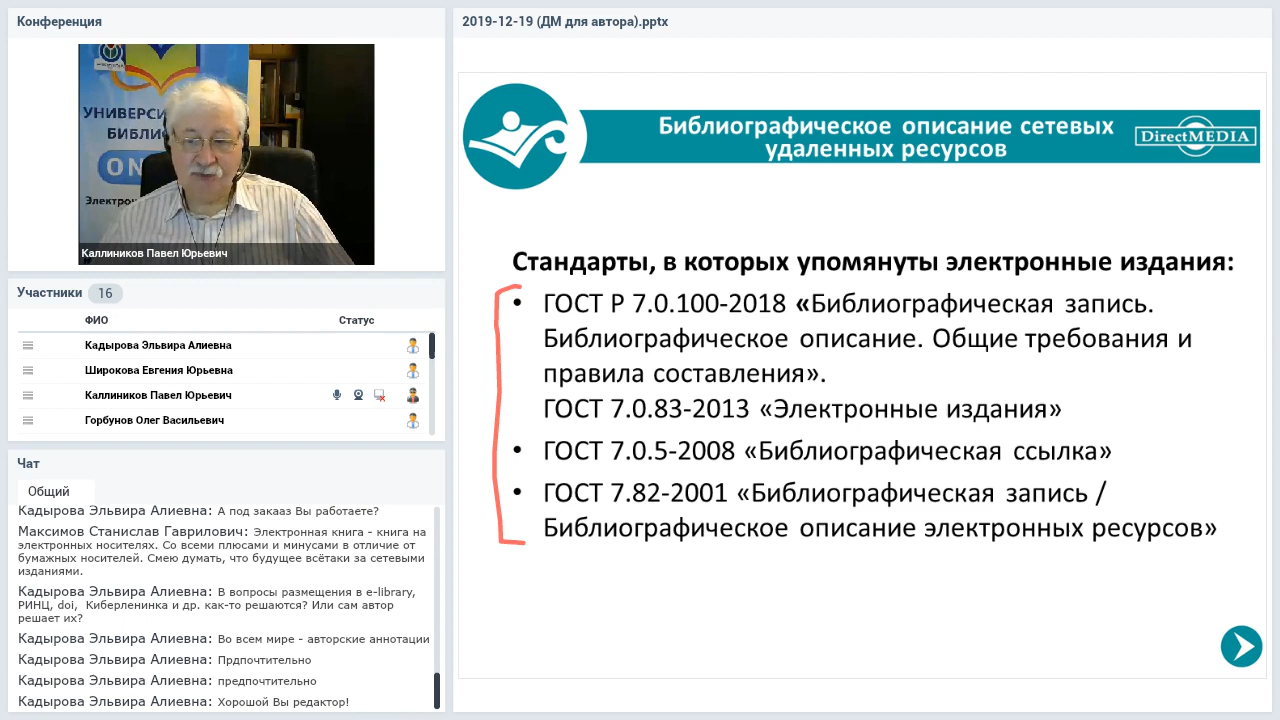 Конференция
УНИВЕРСИ
БИБЛИО
ON
Электрон
Каллиников Павел Юрьевич
Участники 16
ФИО Статус
Кадырова Эльвира Алиевна
Широкова Евгения Юрьевна
Каллиников Павел Юрьевич
Горбунов Олег Васильевич
Чат
Общий
Кадырова Эльвира Алиевна: А под закааз Вы работаете?
Максимов Станислав Гаврилович: Электронная книга - книга на
электронных носителях. Со всеми плюсами и минусами в отличие от
бумажных носителей. Смею думать, что будущее всётаки за сетевыми
изданиями.
Кадырова Эльвира Алиевна: В вопросы размещения в e-library,
РИНЦ, doi, Киберленинка и др. как-то решаются? Или сам автор
решает их?
Кадырова Эльвира Алиевна: Во всем мире - авторские аннотации
Кадырова Эльвира Алиевна: Прдпочтительно
Кадырова Эльвира Алиевна: предпочтительно
Кадырова Эльвира Алиевна: Хорошой Вы редактор!
2019-12-19 (ДМ для автора).pptx
Библиографическое описание сетевых
удаленных ресурсов
DirectMEDIA
Стандарты, в которых упомянуты электронные издания:
• ГОСТ Р 7.0.100-2018 «Библиографическая запись.
Библиографическое описание. Общие требования и
правила составления».
ГОСТ 7.0.83-2013 «Электронные издания»
• ГОСТ 7.0.5-2008 «Библиографическая ссылка»
• ГОСТ 7.82-2001 «Библиографическая запись /
Библиографическое описание электронных ресурсов»